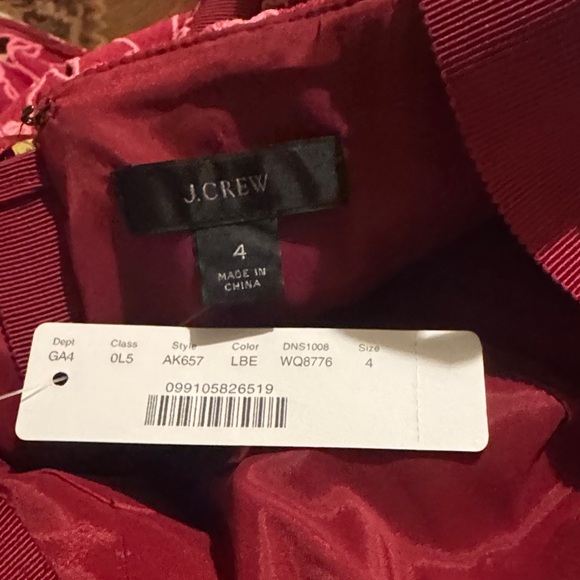 J.CREW
4
MADE IN
CHINA
Dept Class Style Color DNS1008 Size
GA4 0L5 AK657 LBE WQ8776 4
099105826519